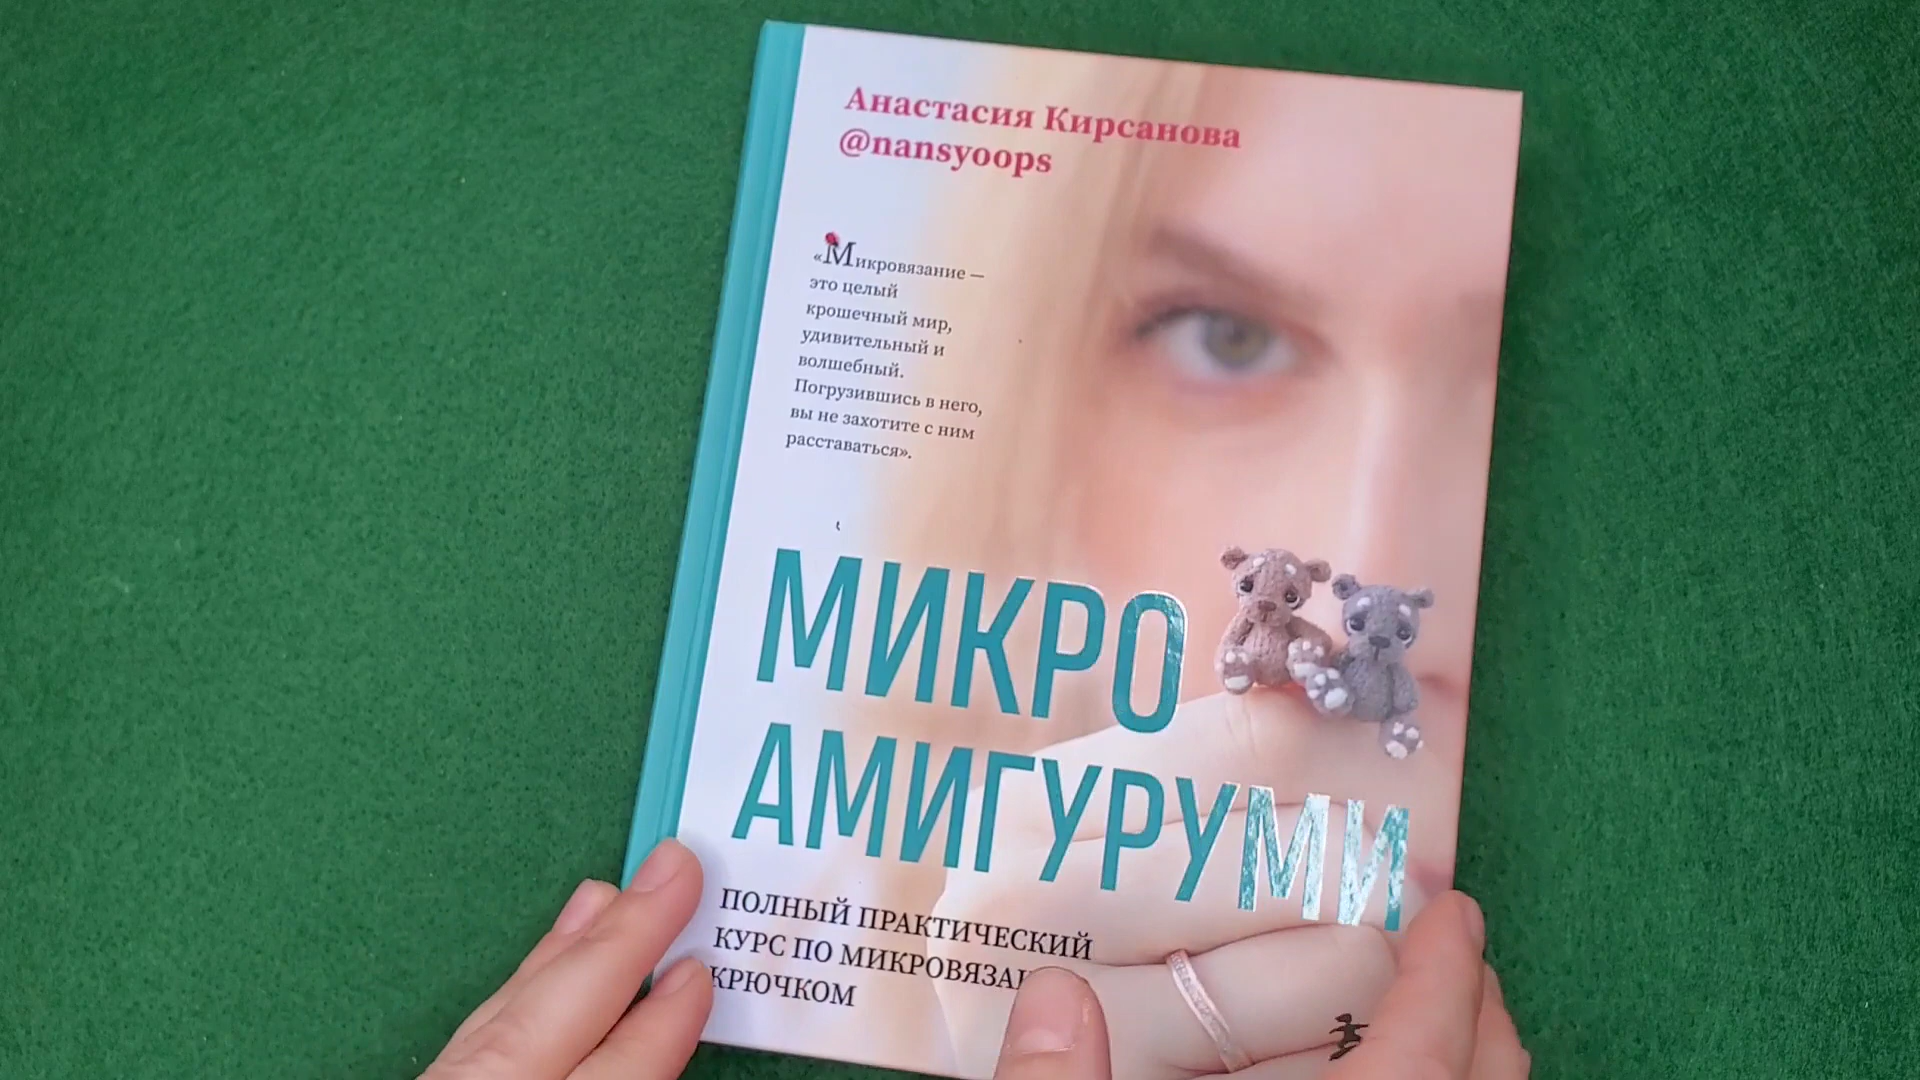 Анастасия Кирсанова
@nansyoops
«Микровязание —
это целый
крошечный мир,
удивительный и
волшебный.
Погрузившись в него,
вы не захотите с ним
расставаться».
МИКРО
АМИГУРУМИ
ПОЛНЫЙ ПРАКТИЧЕСКИЙ
КУРС ПО
КРЮЧКОМ